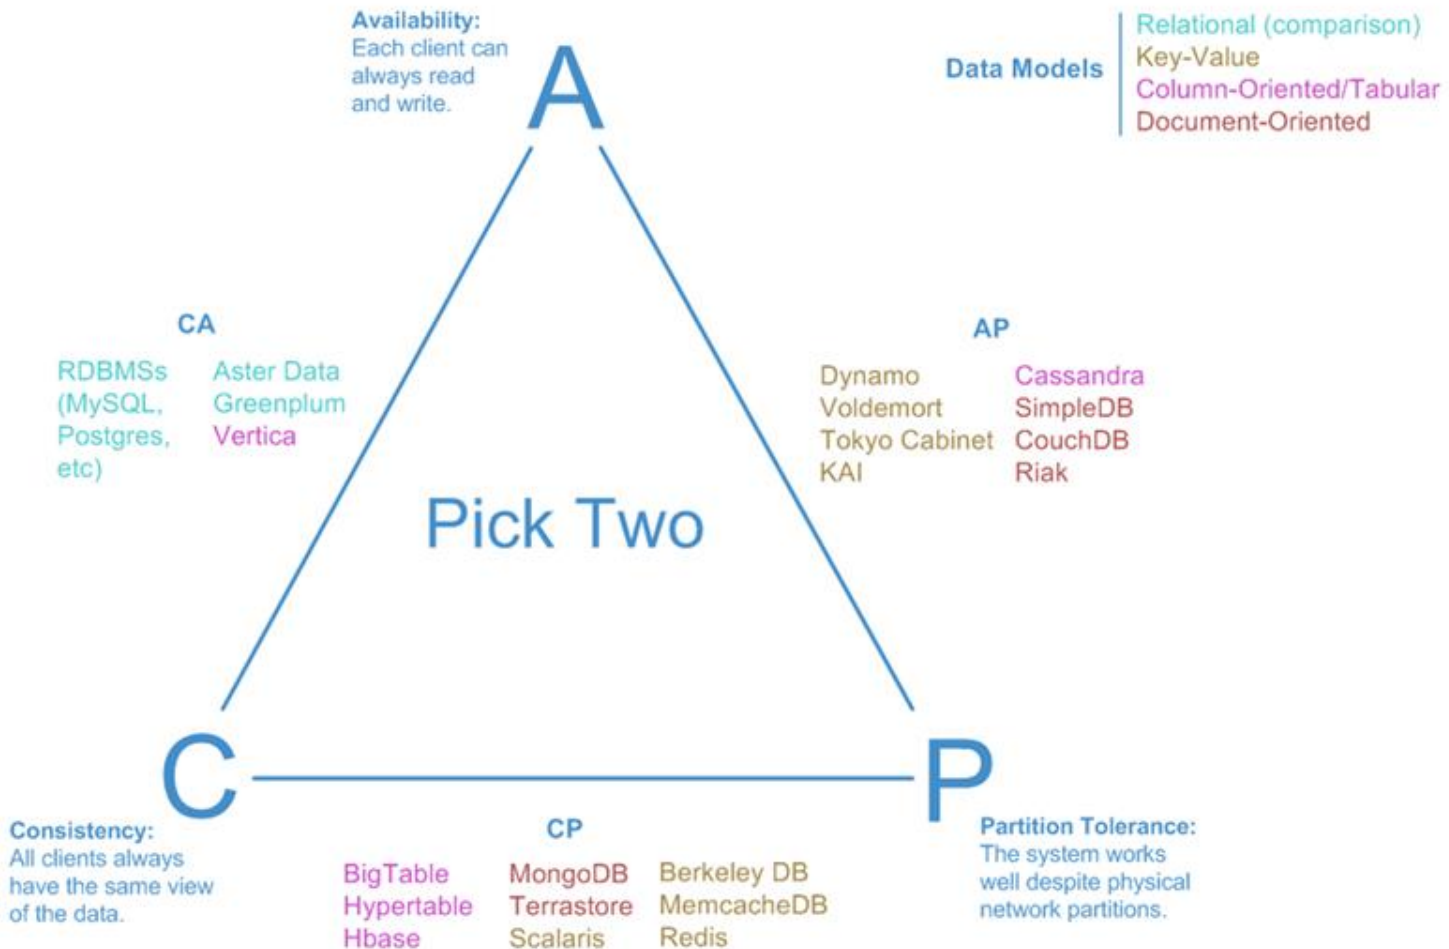 Availability:
Each client can
always read
and write.
A
Data Models
Relational (comparison)
Key-Value
Column-Oriented/Tabular
Document-Oriented
CA
RDBMSs
(MySQL,
Postgres,
etc)
Aster Data
Greenplum
Vertica
AP
Dynamo
Voldemort
Tokyo Cabinet
KAI
Cassandra
SimpleDB
CouchDB
Riak
Pick Two
C
Consistency:
All clients always
have the same view
of the data.
CP
BigTable
Hypertable
Hbase
MongoDB
Terrastore
Scalaris
Berkeley DB
MemcacheDB
Redis
P
Partition Tolerance:
The system works
well despite physical
network partitions.